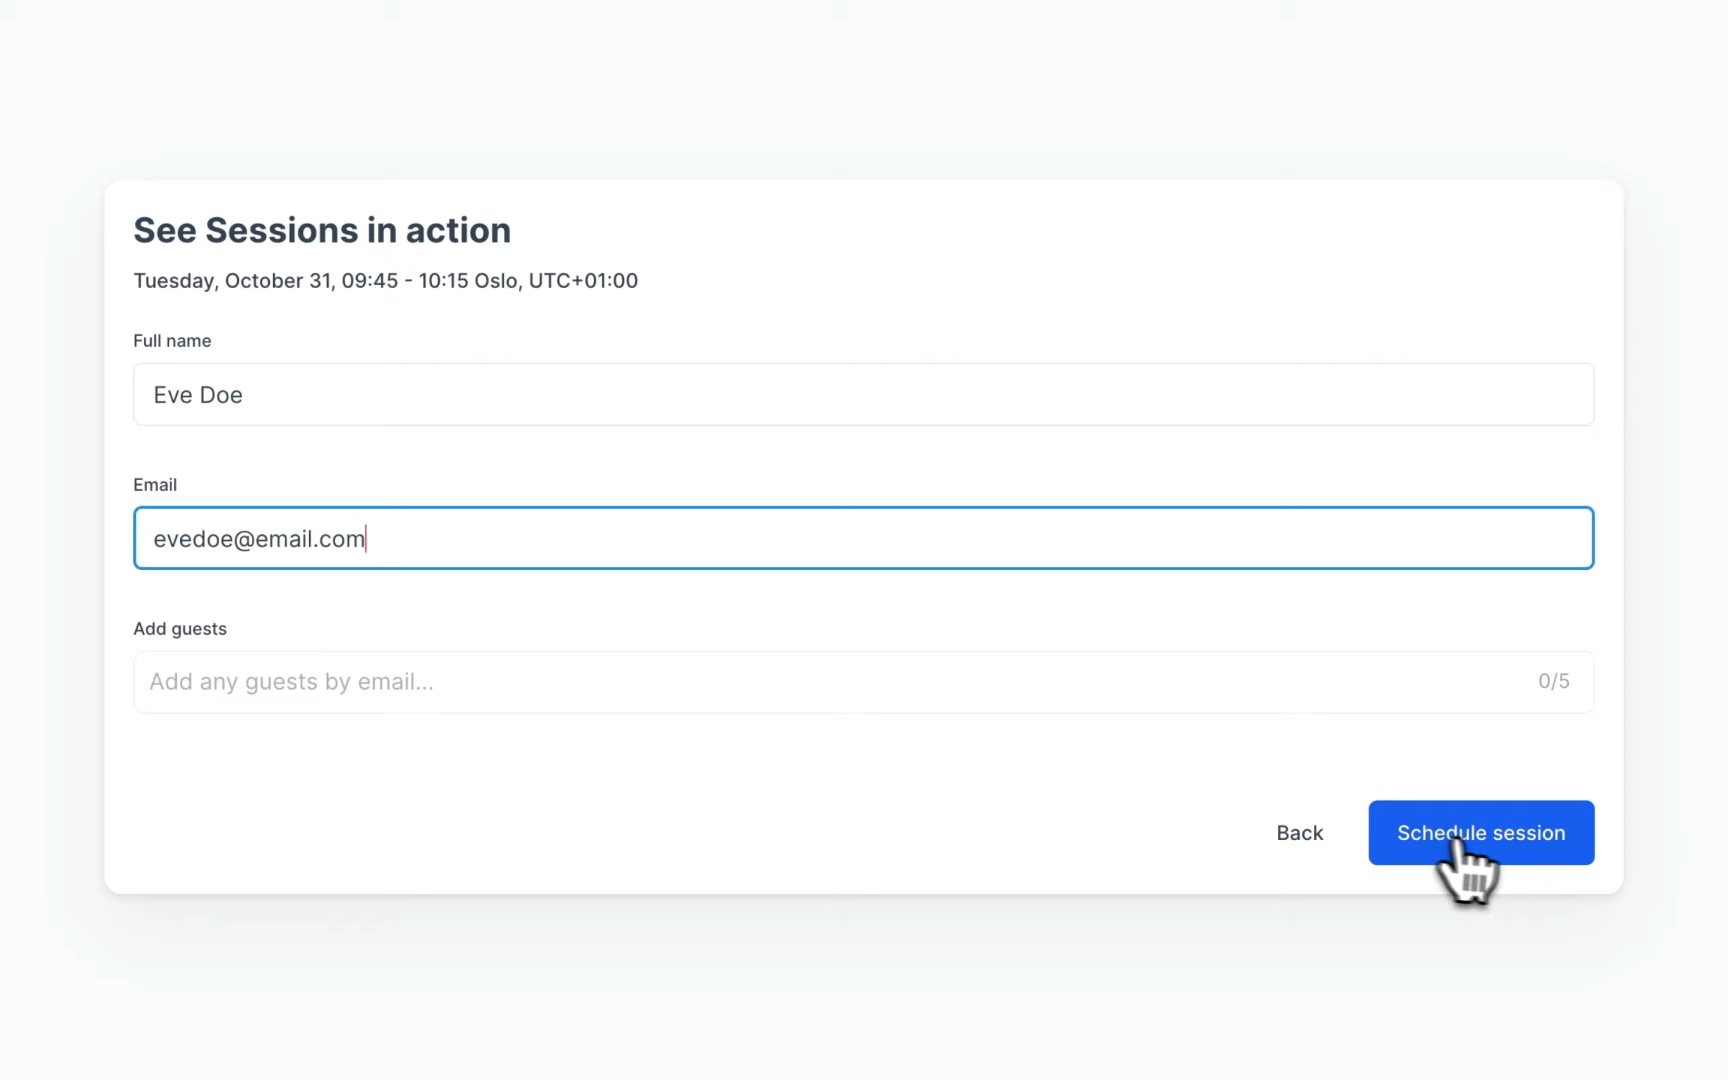 See Sessions in action
Tuesday, October 31, 09:45 - 10:15 Oslo, UTC+01:00
Full name
Eve Doe
Email
evedoe@email.com
Add guests
Add any guests by email... 0/5
Back Schedule session